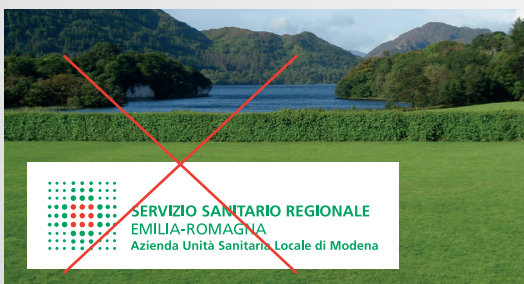 SERVIZIO SANITARIO REGIONALE
EMILIA-ROMAGNA
Azienda Unità Sanitaria Locale di Modena